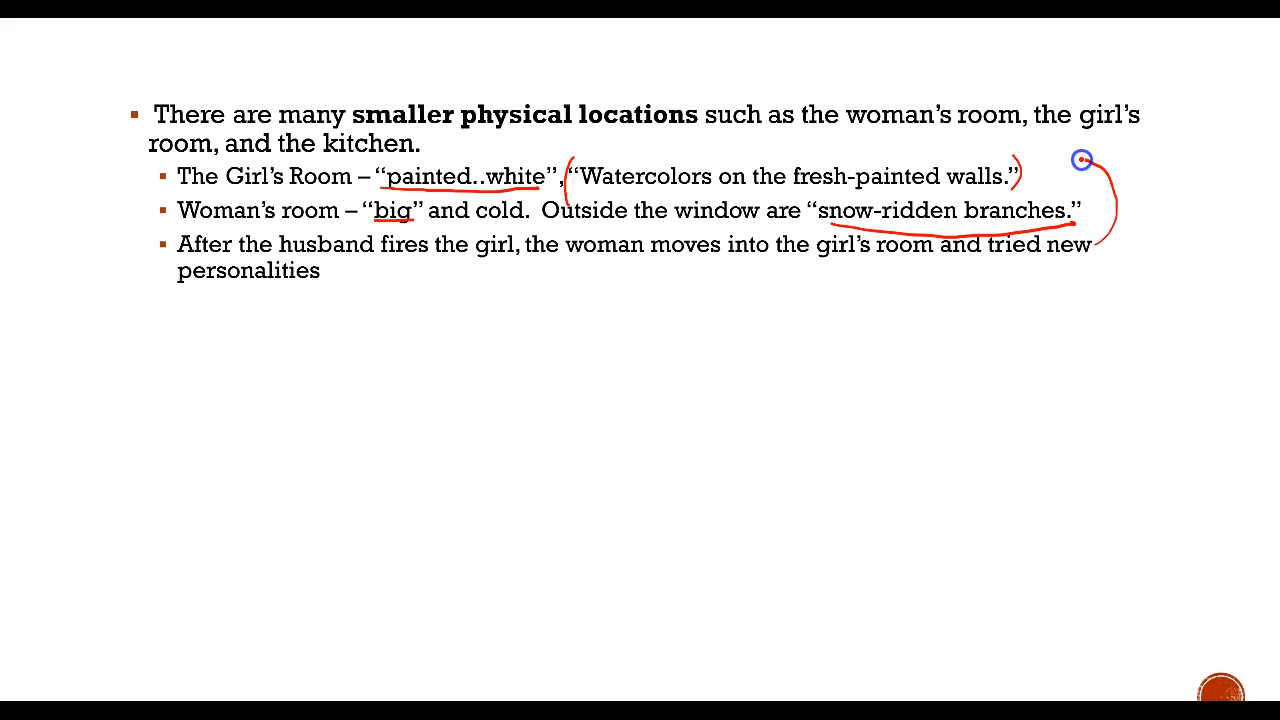 There are many smaller physical locations such as the woman’s room, the girl’s
room, and the kitchen.
The Girl’s Room – “painted..white”, “Watercolors on the fresh-painted walls.”
Woman’s room – “big” and cold.  Outside the window are “snow-ridden branches.”
After the husband fires the girl, the woman moves into the girl’s room and tried new
personalities